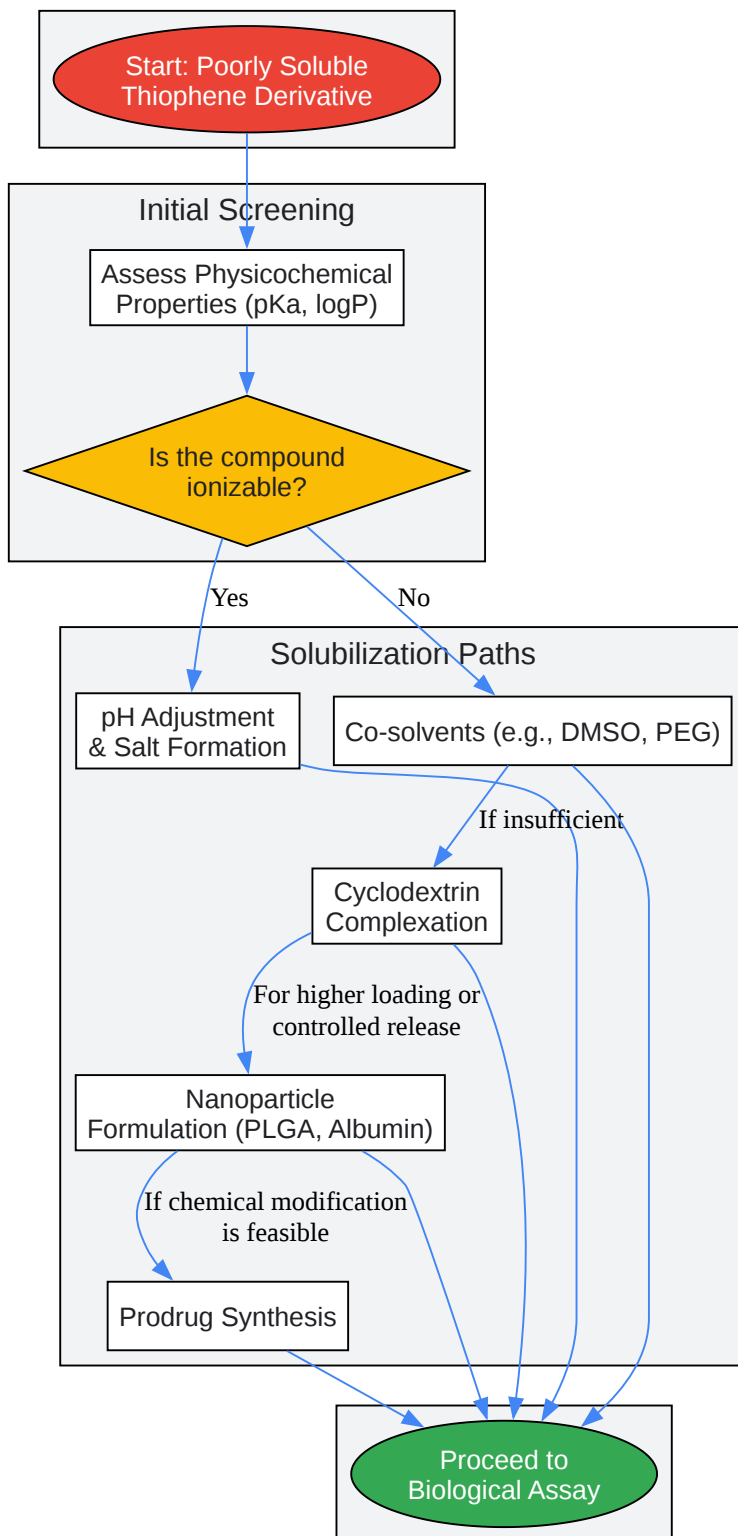 Start: Poorly Soluble
Thiophene Derivative
Initial Screening
Assess Physicochemical
Properties (pKa, logP)
Is the compound
ionizable?
Yes
No
Solubilization Paths
pH Adjustment
& Salt Formation
Co-solvents (e.g., DMSO, PEG)
If insufficient
Cyclodextrin
Complexation
For higher loading or
controlled release
Nanoparticle
Formulation (PLGA, Albumin)
If chemical modification
is feasible
Prodrug Synthesis
Proceed to
Biological Assay